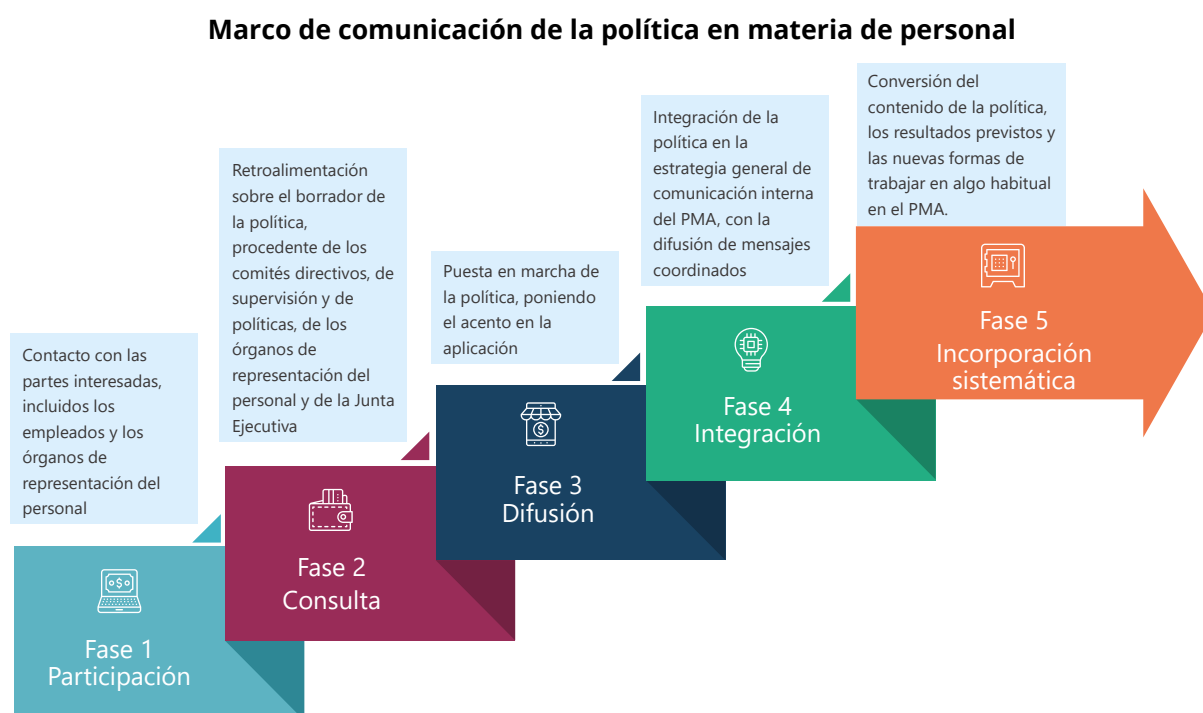 Marco de comunicación de la política en materia de personal
Contacto con las
partes interesadas,
incluidos los
empleados y los
órganos de
representación del
personal
Fase 1
Participación
Retroalimentación
sobre el borrador de
la política,
procedente de los
comités directivos, de
supervisión y de
políticas, de los
órganos de
representación del
personal y de la Junta
Ejecutiva
Fase 2
Consulta
Puesta en marcha de
la política, poniendo
el acento en la
aplicación
Fase 3
Difusión
Integración de la
política en la
estrategia general de
comunicación interna
del PMA, con la
difusión de mensajes
coordinados
Fase 4
Integración
Conversión del
contenido de la política,
los resultados previstos y
las nuevas formas de
trabajar en algo habitual
en el PMA.
Fase 5
Incorporación
sistemática